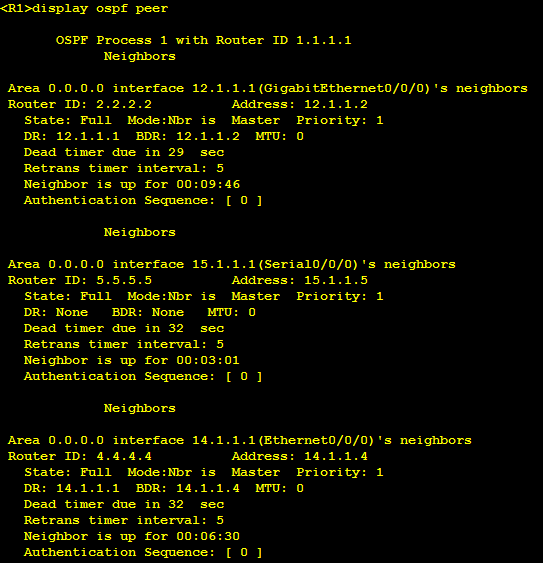 <R1>display ospf peer
OSPF Process 1 with Router ID 1.1.1.1
Neighbors
Area 0.0.0.0 interface 12.1.1.1(GigabitEthernet0/0/0)'s neighbors
Router ID: 2.2.2.2          Address: 12.1.1.2
State: Full  Mode:Nbr is  Master  Priority: 1
DR: 12.1.1.1  BDR: 12.1.1.2  MTU: 0
Dead timer due in 29  sec
Retrans timer interval: 5
Neighbor is up for 00:09:46
Authentication Sequence: [ 0 ]
Neighbors
Area 0.0.0.0 interface 15.1.1.1(Serial0/0/0)'s neighbors
Router ID: 5.5.5.5          Address: 15.1.1.5
State: Full  Mode:Nbr is  Master  Priority: 1
DR: None   BDR: None   MTU: 0
Dead timer due in 32  sec
Retrans timer interval: 5
Neighbor is up for 00:03:01
Authentication Sequence: [ 0 ]
Neighbors
Area 0.0.0.0 interface 14.1.1.1(Ethernet0/0/0)'s neighbors
Router ID: 4.4.4.4          Address: 14.1.1.4
State: Full  Mode:Nbr is  Master  Priority: 1
DR: 14.1.1.1  BDR: 14.1.1.4  MTU: 0
Dead timer due in 32  sec
Retrans timer interval: 5
Neighbor is up for 00:06:30
Authentication Sequence: [ 0 ]